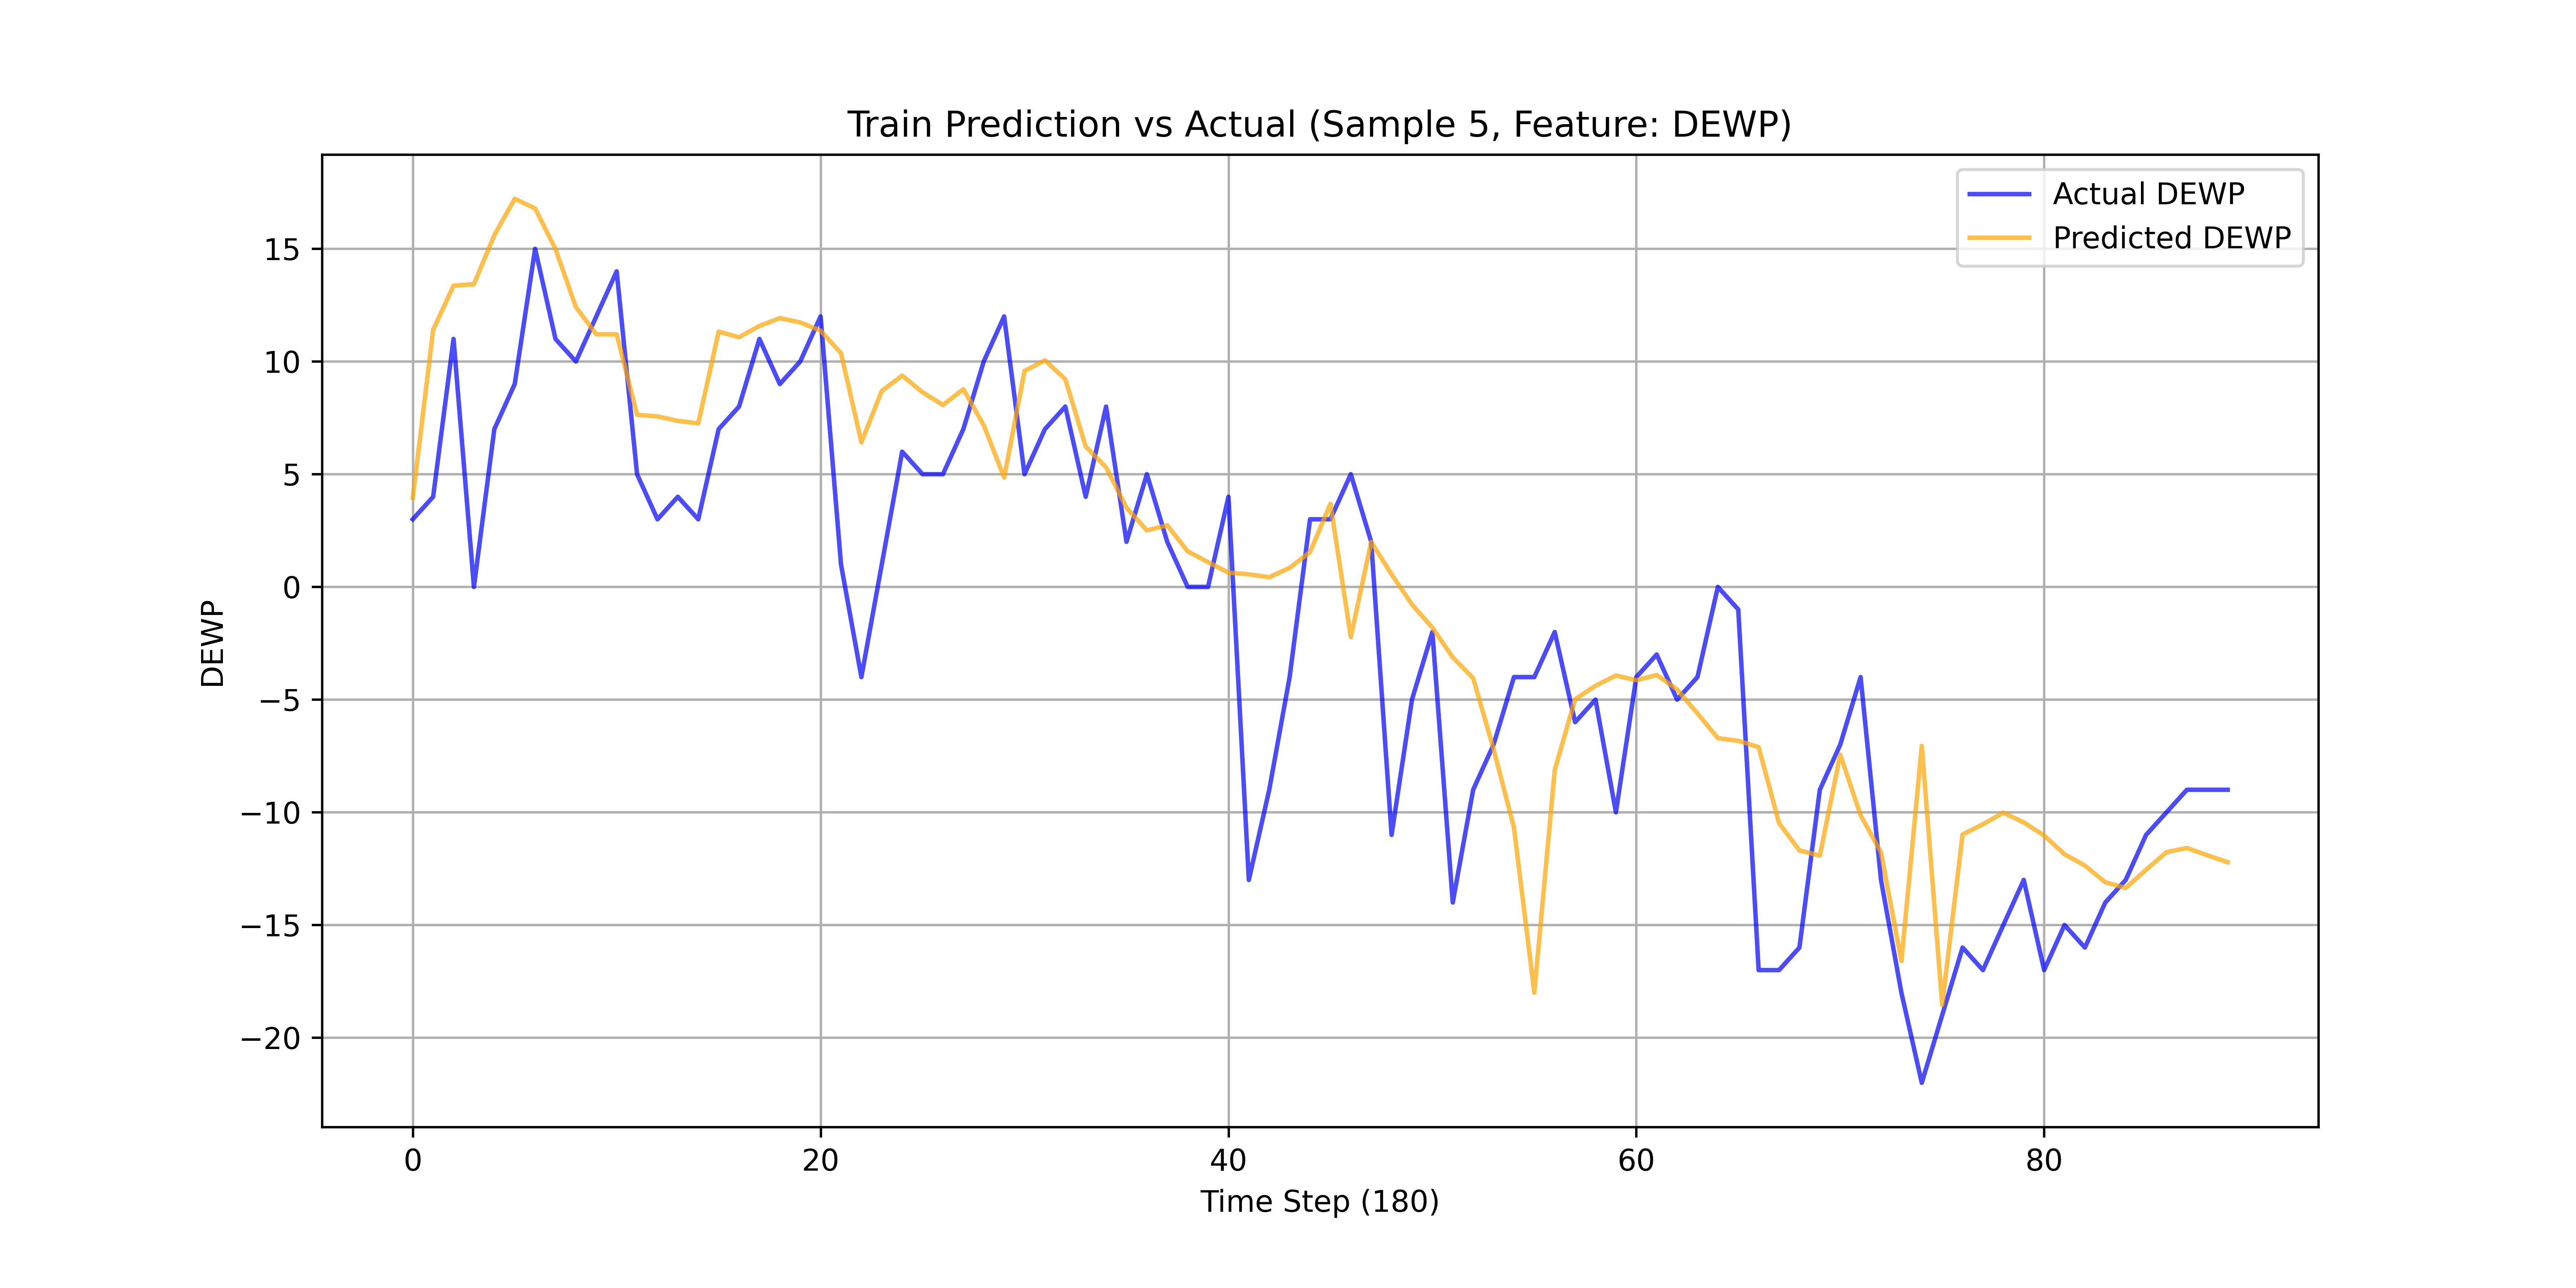 Train Prediction vs Actual (Sample 5, Feature: DEWP)
Actual DEWP
Predicted DEWP
DEWP
15
10
5
0
−5
−10
−15
−20
0 20 40 60 80
Time Step (180)